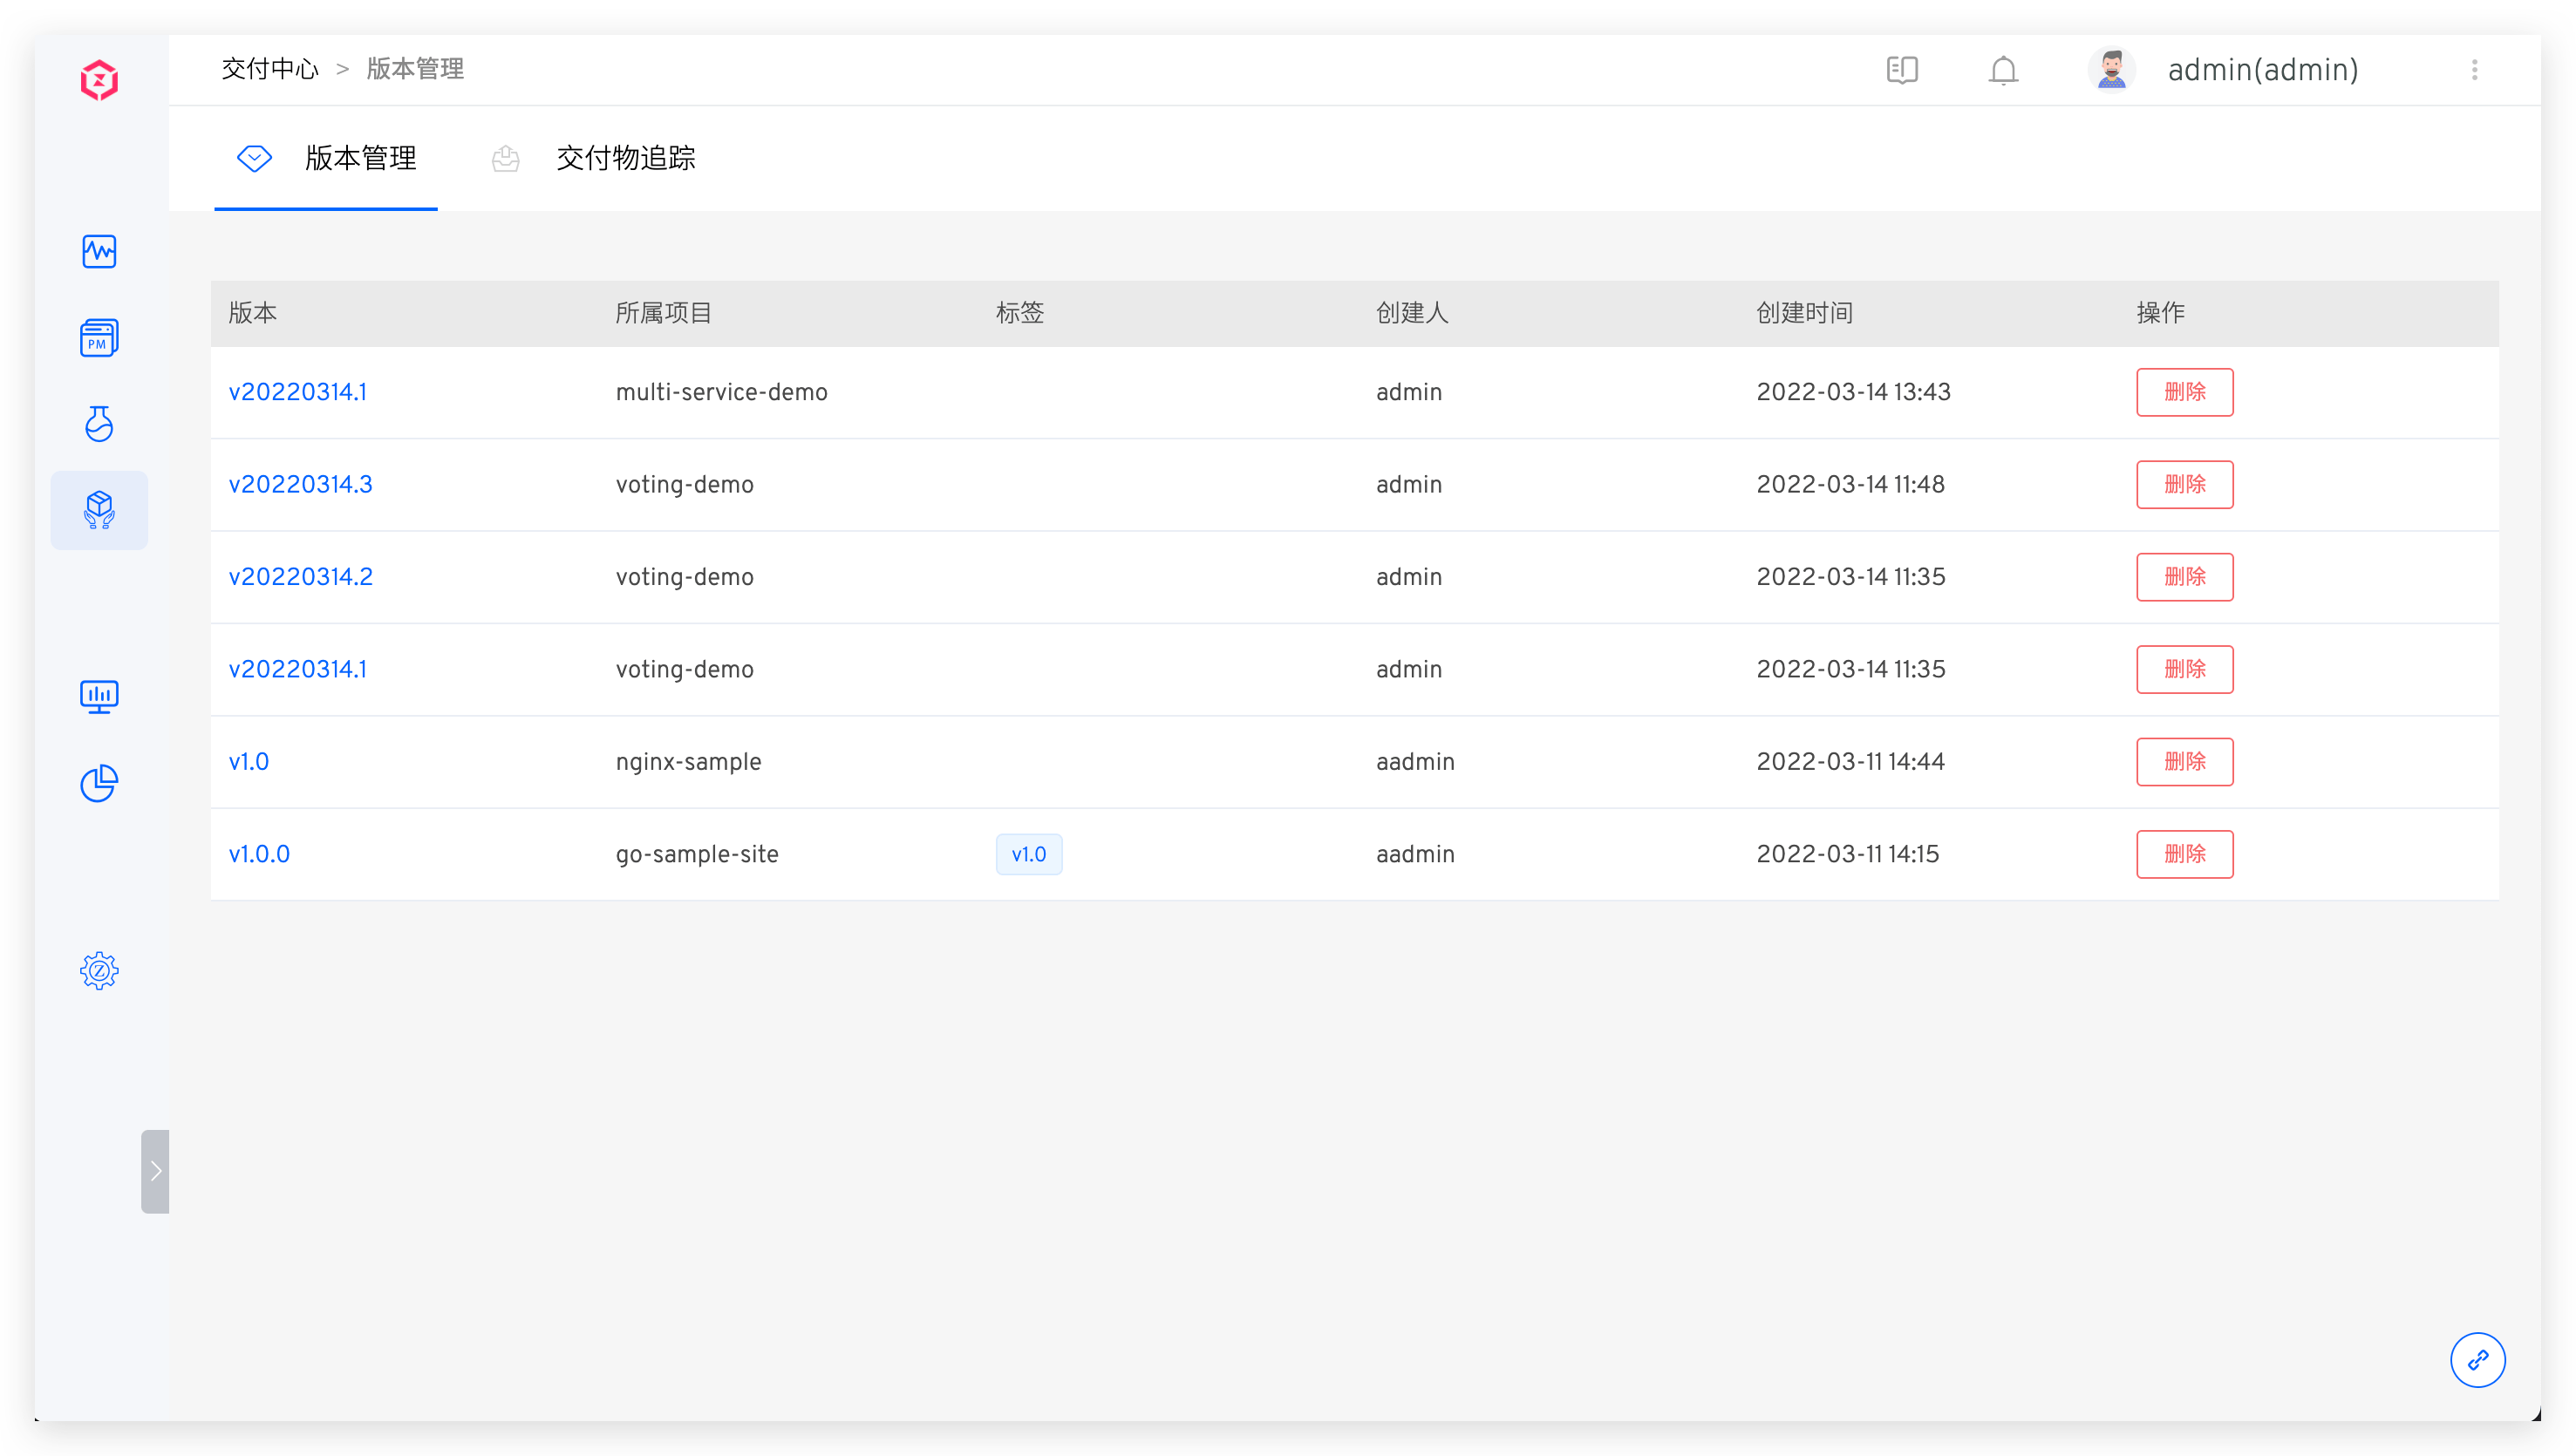 交付中心 > 版本管理 admin(admin)
版本管理 交付物追踪
PM
版本 所属项目 标签 创建人 创建时间 操作
v20220314.1 multi-service-demo admin 2022-03-14 13:43 删除
v20220314.3 voting-demo admin 2022-03-14 11:48 删除
v20220314.2 voting-demo admin 2022-03-14 11:35 删除
v20220314.1 voting-demo admin 2022-03-14 11:35 删除
v1.0 nginx-sample aadmin 2022-03-11 14:44 删除
v1.0.0 go-sample-site v1.0 aadmin 2022-03-11 14:15 删除